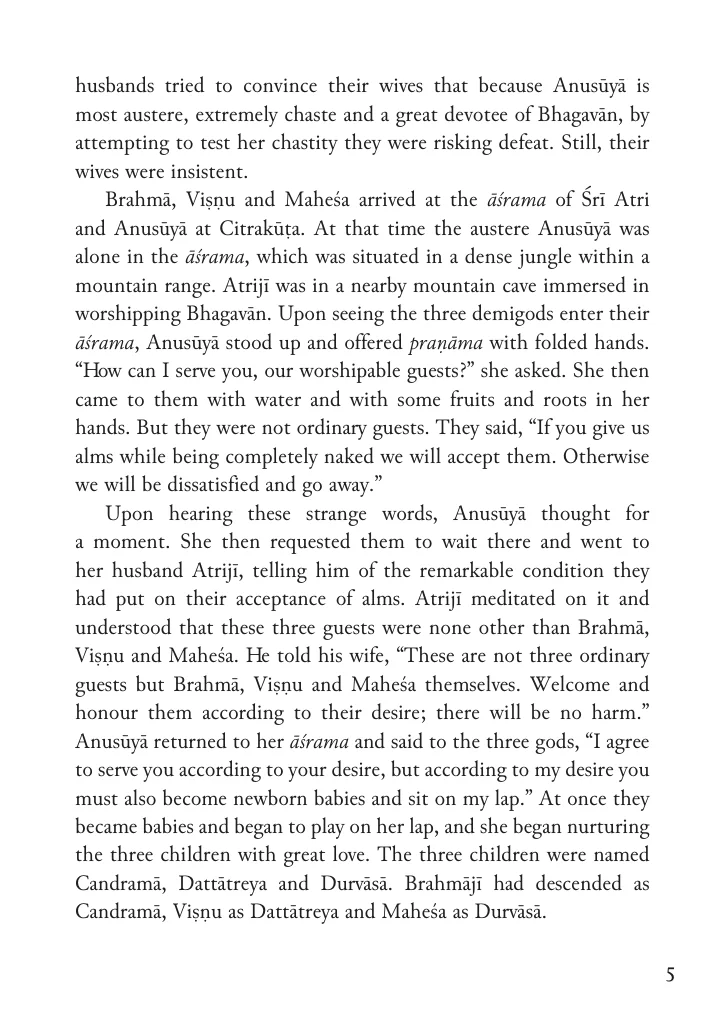 husbands tried to convince their wives that because Anusūyā is
most austere, extremely chaste and a great devotee of Bhagavān, by
attempting to test her chastity they were risking defeat. Still, their
wives were insistent.
Brahmā, Viṣṇu and Maheśa arrived at the āśrama of Śrī Atri
and Anusūyā at Citrakūṭa. At that time the austere Anusūyā was
alone in the āśrama, which was situated in a dense jungle within a
mountain range. Atrijī was in a nearby mountain cave immersed in
worshipping Bhagavān. Upon seeing the three demigods enter their
āśrama, Anusūyā stood up and offered praṇāma with folded hands.
“How can I serve you, our worshipable guests?” she asked. She then
came to them with water and with some fruits and roots in her
hands. But they were not ordinary guests. They said, “If you give us
alms while being completely naked we will accept them. Otherwise
we will be dissatisfied and go away.”
Upon hearing these strange words, Anusūyā thought for
a moment. She then requested them to wait there and went to
her husband Atrijī, telling him of the remarkable condition they
had put on their acceptance of alms. Atrijī meditated on it and
understood that these three guests were none other than Brahmā,
Viṣṇu and Maheśa. He told his wife, “These are not three ordinary
guests but Brahmā, Viṣṇu and Maheśa themselves. Welcome and
honour them according to their desire; there will be no harm.”
Anusūyā returned to her āśrama and said to the three gods, “I agree
to serve you according to your desire, but according to my desire you
must also become newborn babies and sit on my lap.” At once they
became babies and began to play on her lap, and she began nurturing
the three children with great love. The three children were named
Candramā, Dattātreya and Durvāsā. Brahmājī had descended as
Candramā, Viṣṇu as Dattātreya and Maheśa as Durvāsā.
5